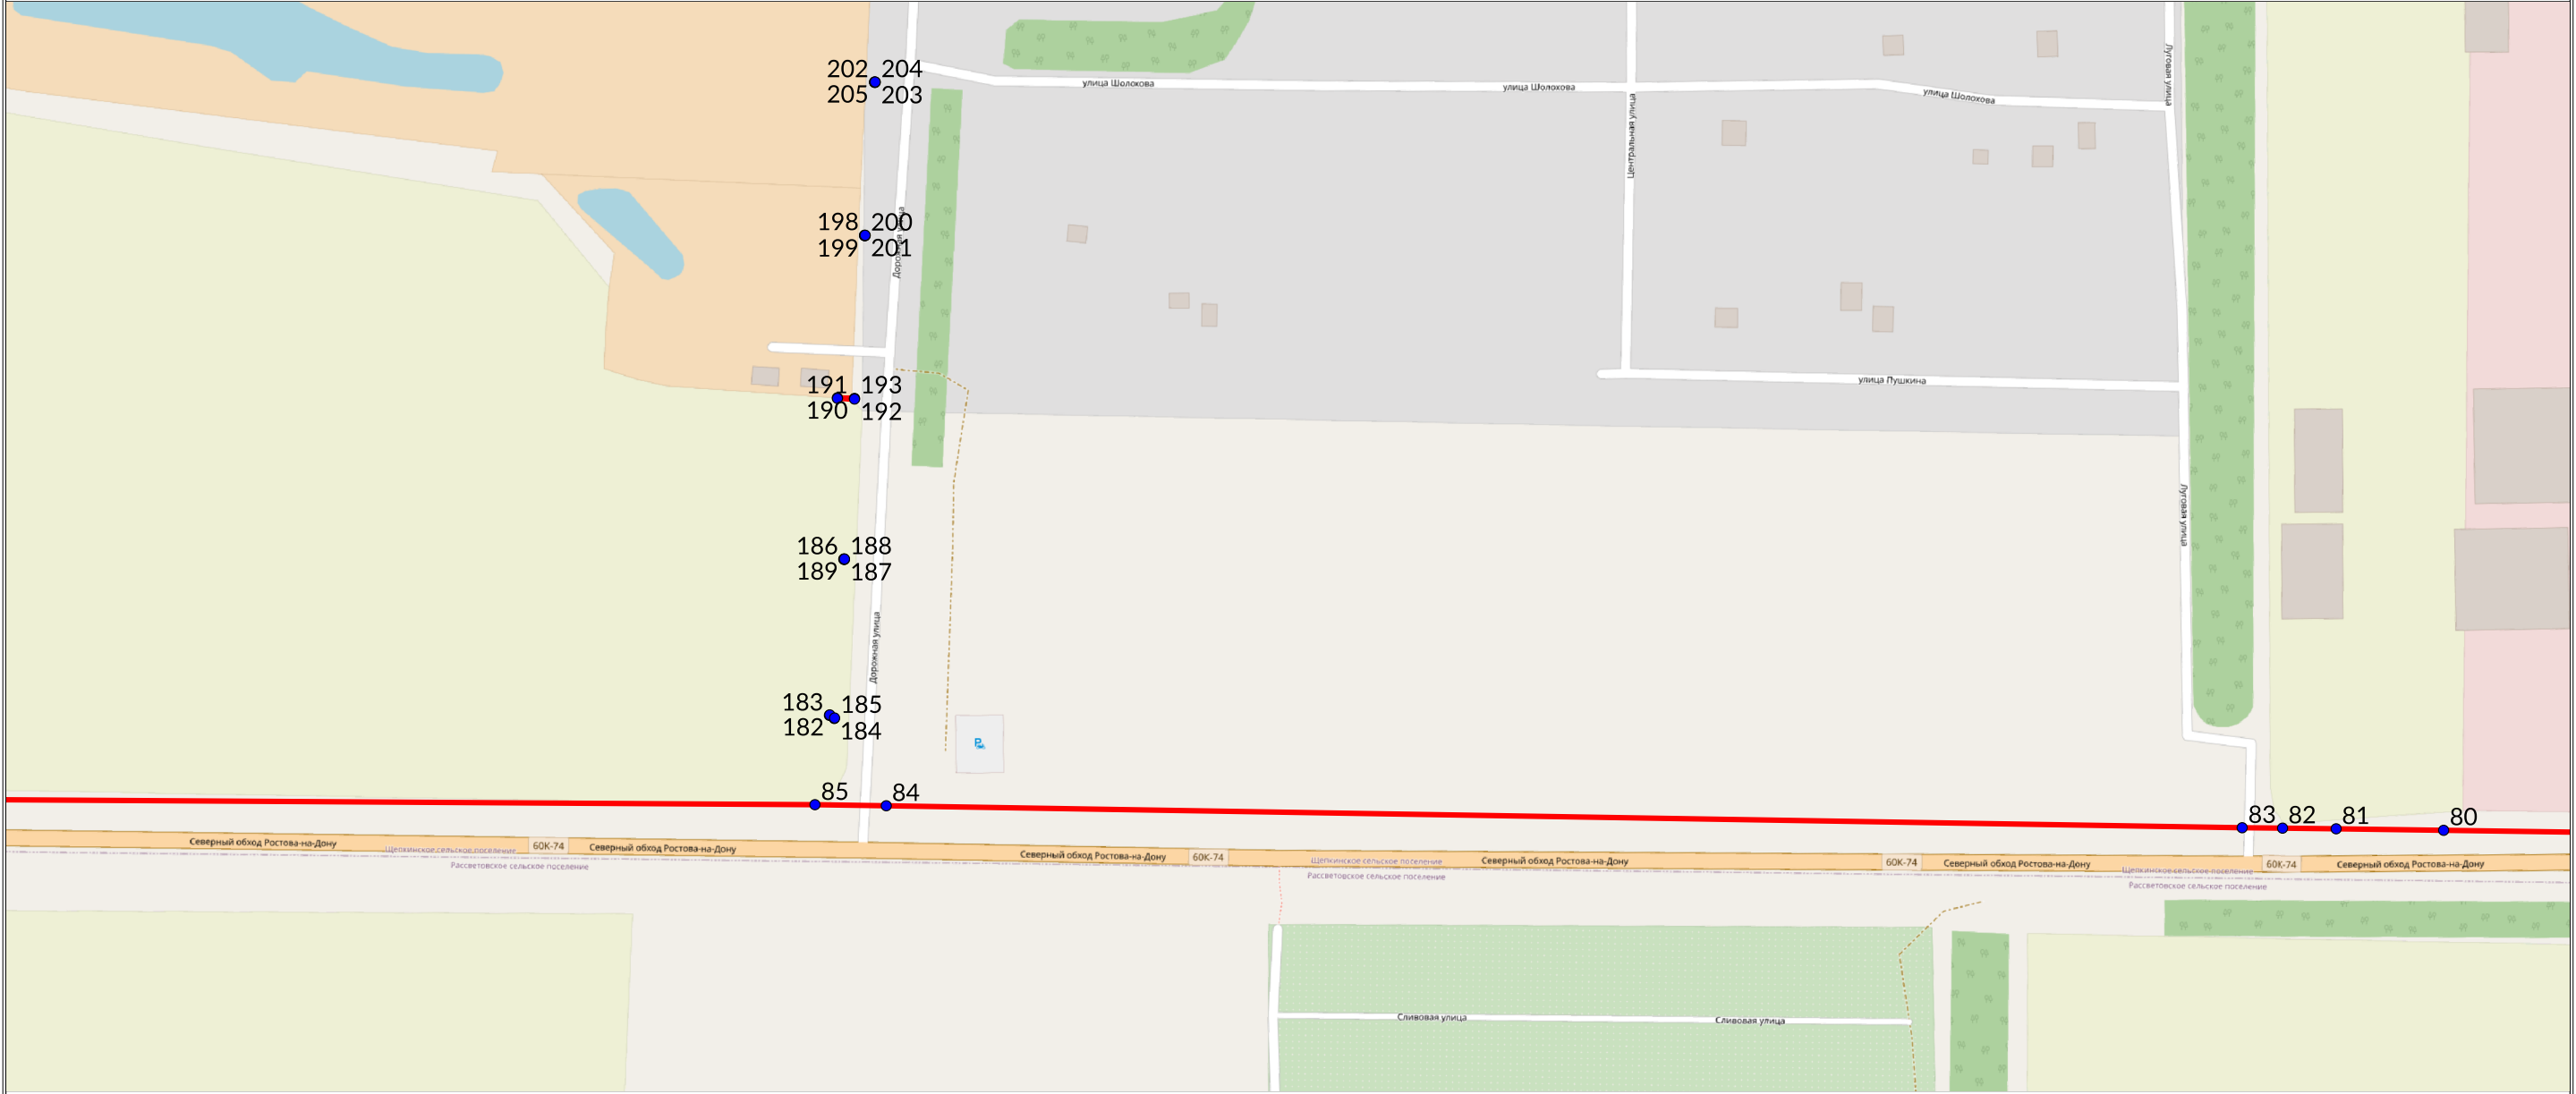 202 204
205 203
улица Шолохова
улица Шолохова
улица Шолохова
Луговая улица
Центральная улица
198 200
199 201
Дорожная улица
191 193
190 192
улица Пушкина
Луговая улица
186 188
189 187
Дорожная улица
183 185
182 184
85
84
83 82 81 80
Северный обход Ростова-на-Дону
60К-74
Северный обход Ростова-на-Дону
Северный обход Ростова-на-Дону
60К-74
Северный обход Ростова-на-Дону
60К-74
Северный обход Ростова-на-Дону
60К-74
Северный обход Ростова-на-Дону
Щепкинское сельское поселение
Рассветовское сельское поселение
Щепкинское сельское поселение
Рассветовское сельское поселение
Щепкинское сельское поселение
Рассветовское сельское поселение
Сливовая улица
Сливовая улица